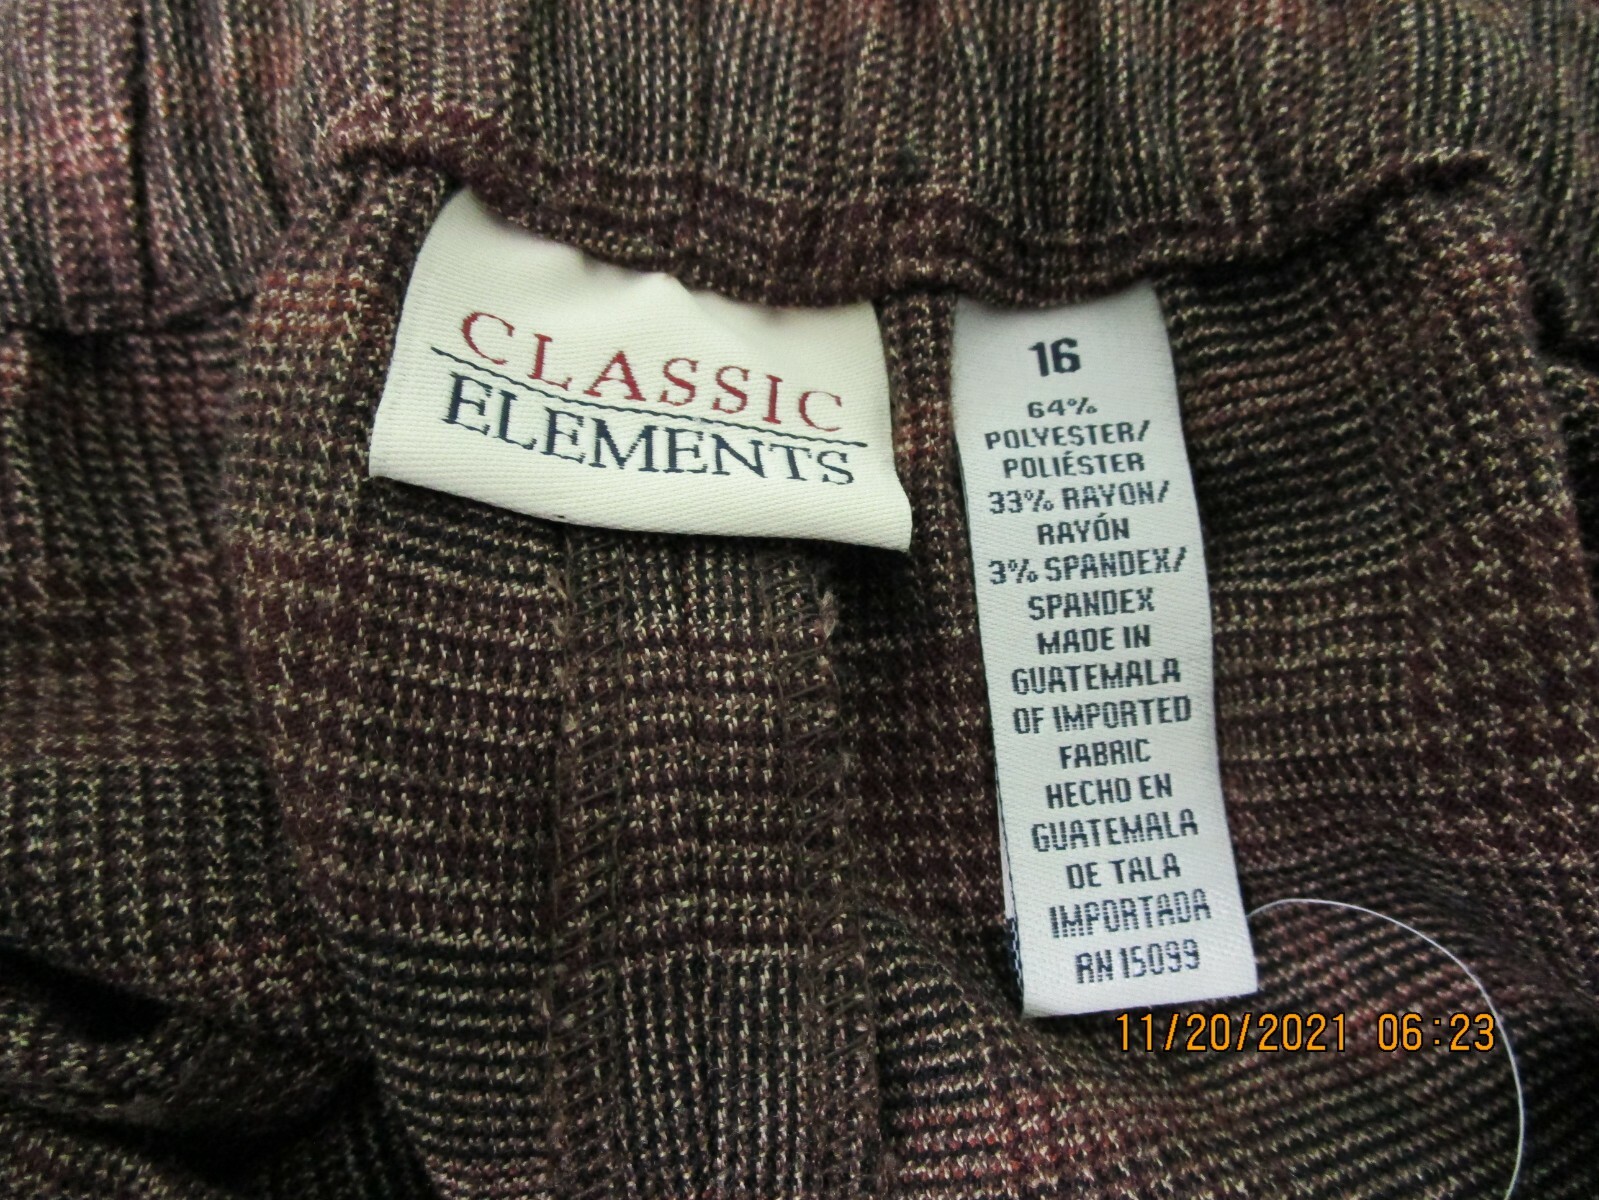 CLASSIC
ELEMENTS
16
64%
POLYESTER/
POLIÉSTER
33% RAYON/
RAYÓN
3% SPANDEX/
SPANDEX
MADE IN
GUATEMALA
OF IMPORTED
FABRIC
HECHO EN
GUATEMALA
DE TALA
IMPORTADA
RN 15099
11/20/2021 06:23